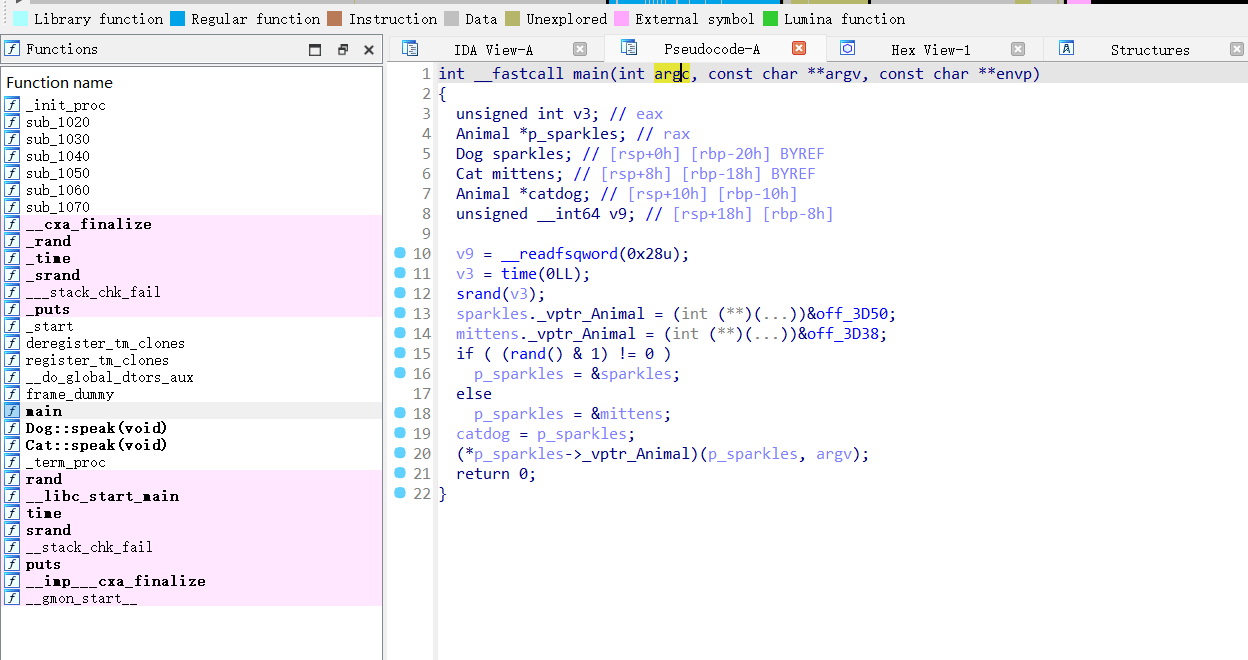 Library function Regular function Instruction Data Unexplored External symbol Lumina function
Functions
Function name
_init_proc
sub_1020
sub_1030
sub_1040
sub_1050
sub_1060
sub_1070
__cxa_finalize
_rand
_time
_srand
___stack_chk_fail
_puts
_start
deregister_tm_clones
register_tm_clones
__do_global_dtors_aux
frame_dummy
main
Dog::speak(void)
Cat::speak(void)
_term_proc
rand
__libc_start_main
time
srand
__stack_chk_fail
puts
__imp___cxa_finalize
__gmon_start__
IDA View-A Pseudocode-A Hex View-1 Structures
1 int __fastcall main(int argc, const char **argv, const char **envp)
2 {
3 unsigned int v3; // eax
4 Animal *p_sparkles; // rax
5 Dog sparkles; // [rsp+0h] [rbp-20h] BYREF
6 Cat mittens; // [rsp+8h] [rbp-18h] BYREF
7 Animal *catdog; // [rsp+10h] [rbp-10h]
8 unsigned __int64 v9; // [rsp+18h] [rbp-8h]
9
10 v9 = __readfsqword(0x28u);
11 v3 = time(0LL);
12 srand(v3);
13 sparkles._vptr_Animal = (int (**)(...))&off_3D50;
14 mittens._vptr_Animal = (int (**)(...))&off_3D38;
15 if ( (rand() & 1) != 0 )
16 p_sparkles = &sparkles;
17 else
18 p_sparkles = &mittens;
19 catdog = p_sparkles;
20 (*p_sparkles->_vptr_Animal)(p_sparkles, argv);
21 return 0;
22 }